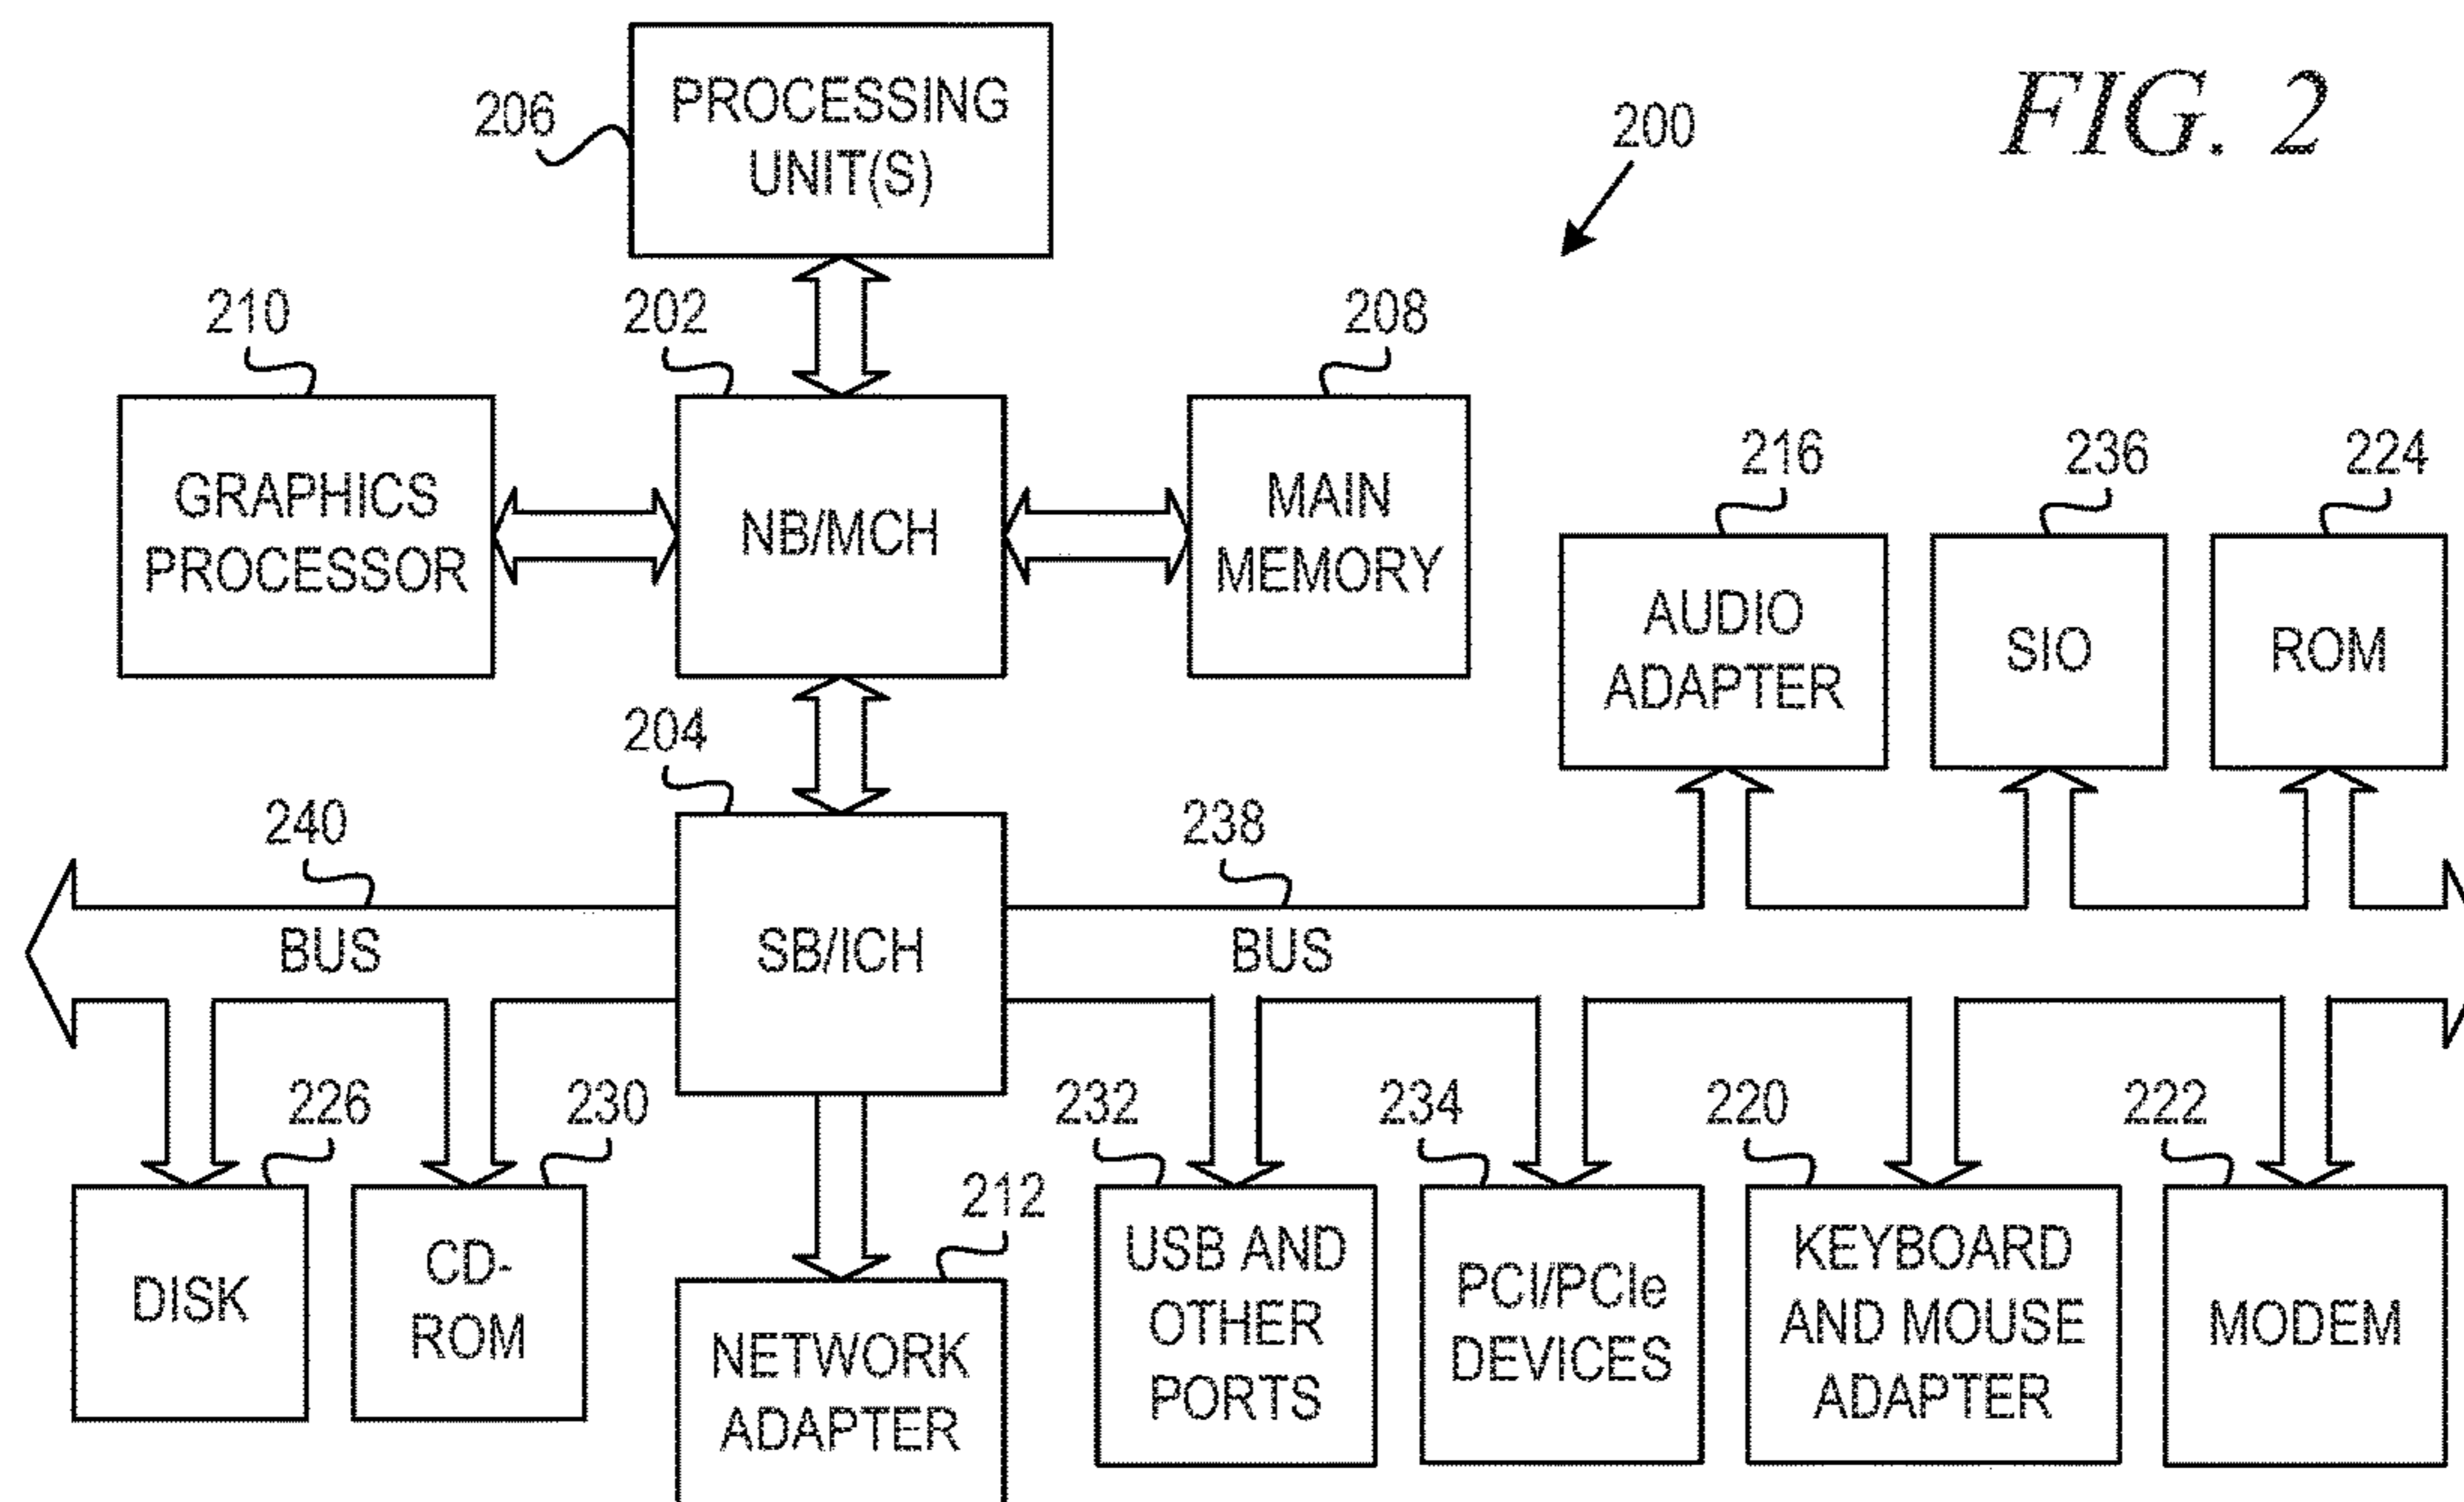 FIG. 2
200
206
PROCESSING
UNIT(S)
210
202
208
GRAPHICS
PROCESSOR
NB/MCH
MAIN
MEMORY
216
236
224
AUDIO
ADAPTER
SIO
ROM
204
240
238
BUS
SB/ICH
BUS
226
230
232
234
220
222
212
DISK
CD-
ROM
NETWORK
ADAPTER
USB AND
OTHER
PORTS
PCI/PCIe
DEVICES
KEYBOARD
AND MOUSE
ADAPTER
MODEM